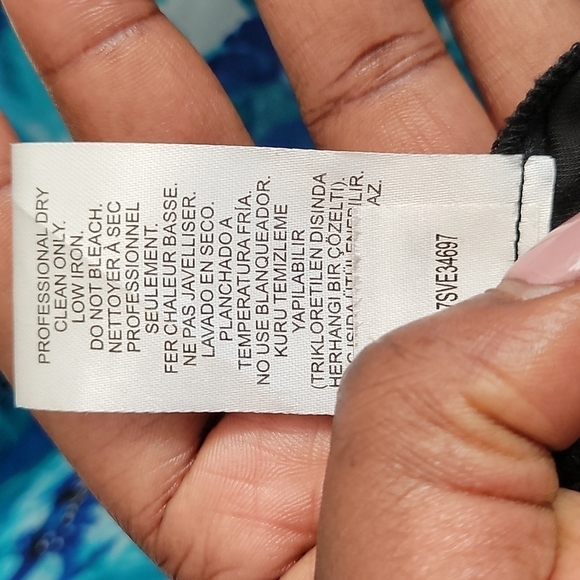 PROFESSIONAL DRY
CLEAN ONLY.
LOW IRON.
DO NOT BLEACH.
NETTOYER À SEC
PROFESSIONNEL
SEULEMENT.
FER CHALEUR BASSE.
NE PAS JAVELLISER.
LAVADO EN SECO.
PLANCHADO A
TEMPERATURA FRÍA.
NO USE BLANQUEADOR.
KURU TEMIZLEME
YAPILABILIR
(TRIKLORETILEN DISINDA
HERHANGI BIR ÇÖZELTI).
7SVE34697